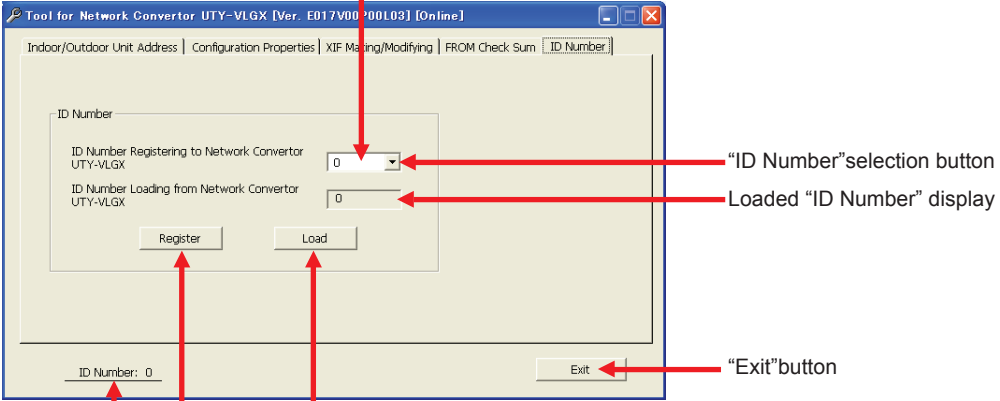 Tool for Network Convertor UTY-VLGX [Ver. E017V00P00L03] [Online]
Indoor/Outdoor Unit Address Configuration Properties XIF Making/Modifying FROM Check Sum ID Number
ID Number
ID Number Registering to Network Convertor
UTY-VLGX
0
“ID Number”selection button
ID Number Loading from Network Convertor
UTY-VLGX
0
Loaded “ID Number” display
Register Load
ID Number: 0
Exit
“Exit”button